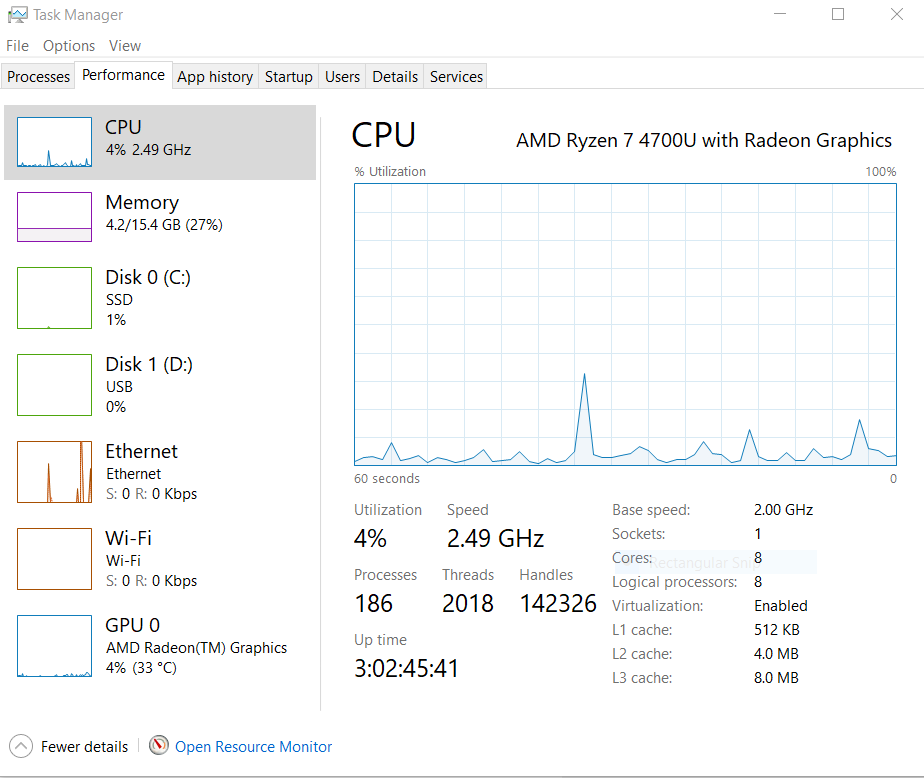 Task Manager
File Options View
Processes Performance App history Startup Users Details Services
CPU
4% 2.49 GHz
Memory
4.2/15.4 GB (27%)
Disk 0 (C:)
SSD
1%
Disk 1 (D:)
USB
0%
Ethernet
Ethernet
S: 0 R: 0 Kbps
Wi-Fi
Wi-Fi
S: 0 R: 0 Kbps
GPU 0
AMD Radeon(TM) Graphics
4% (33 °C)
CPU AMD Ryzen 7 4700U with Radeon Graphics
% Utilization 100%
60 seconds 0
Utilization Speed
4% 2.49 GHz
Processes Threads Handles
186 2018 142326
Up time
3:02:45:41
Base speed: 2.00 GHz
Sockets: 1
Cores: 8
Rectangular Snip
Logical processors: 8
Virtualization: Enabled
L1 cache: 512 KB
L2 cache: 4.0 MB
L3 cache: 8.0 MB
Fewer details Open Resource Monitor